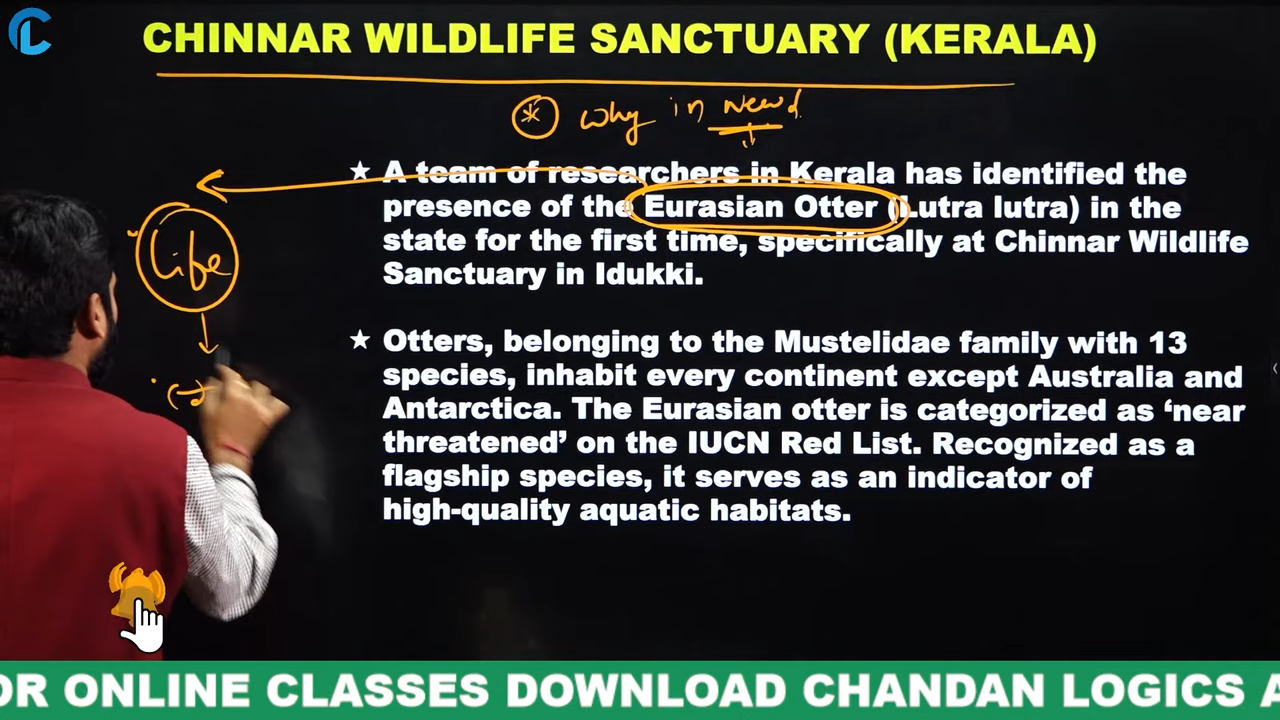 CHINNAR WILDLIFE SANCTUARY (KERALA)
* Why in News
★ A team of researchers in Kerala has identified the
presence of the Eurasian Otter (Lutra lutra) in the
state for the first time, specifically at Chinnar Wildlife
Sanctuary in Idukki.
Life
★ Otters, belonging to the Mustelidae family with 13
species, inhabit every continent except Australia and
Antarctica. The Eurasian otter is categorized as ‘near
threatened’ on the IUCN Red List. Recognized as a
flagship species, it serves as an indicator of
high-quality aquatic habitats.
OR ONLINE CLASSES DOWNLOAD CHANDAN LOGICS A